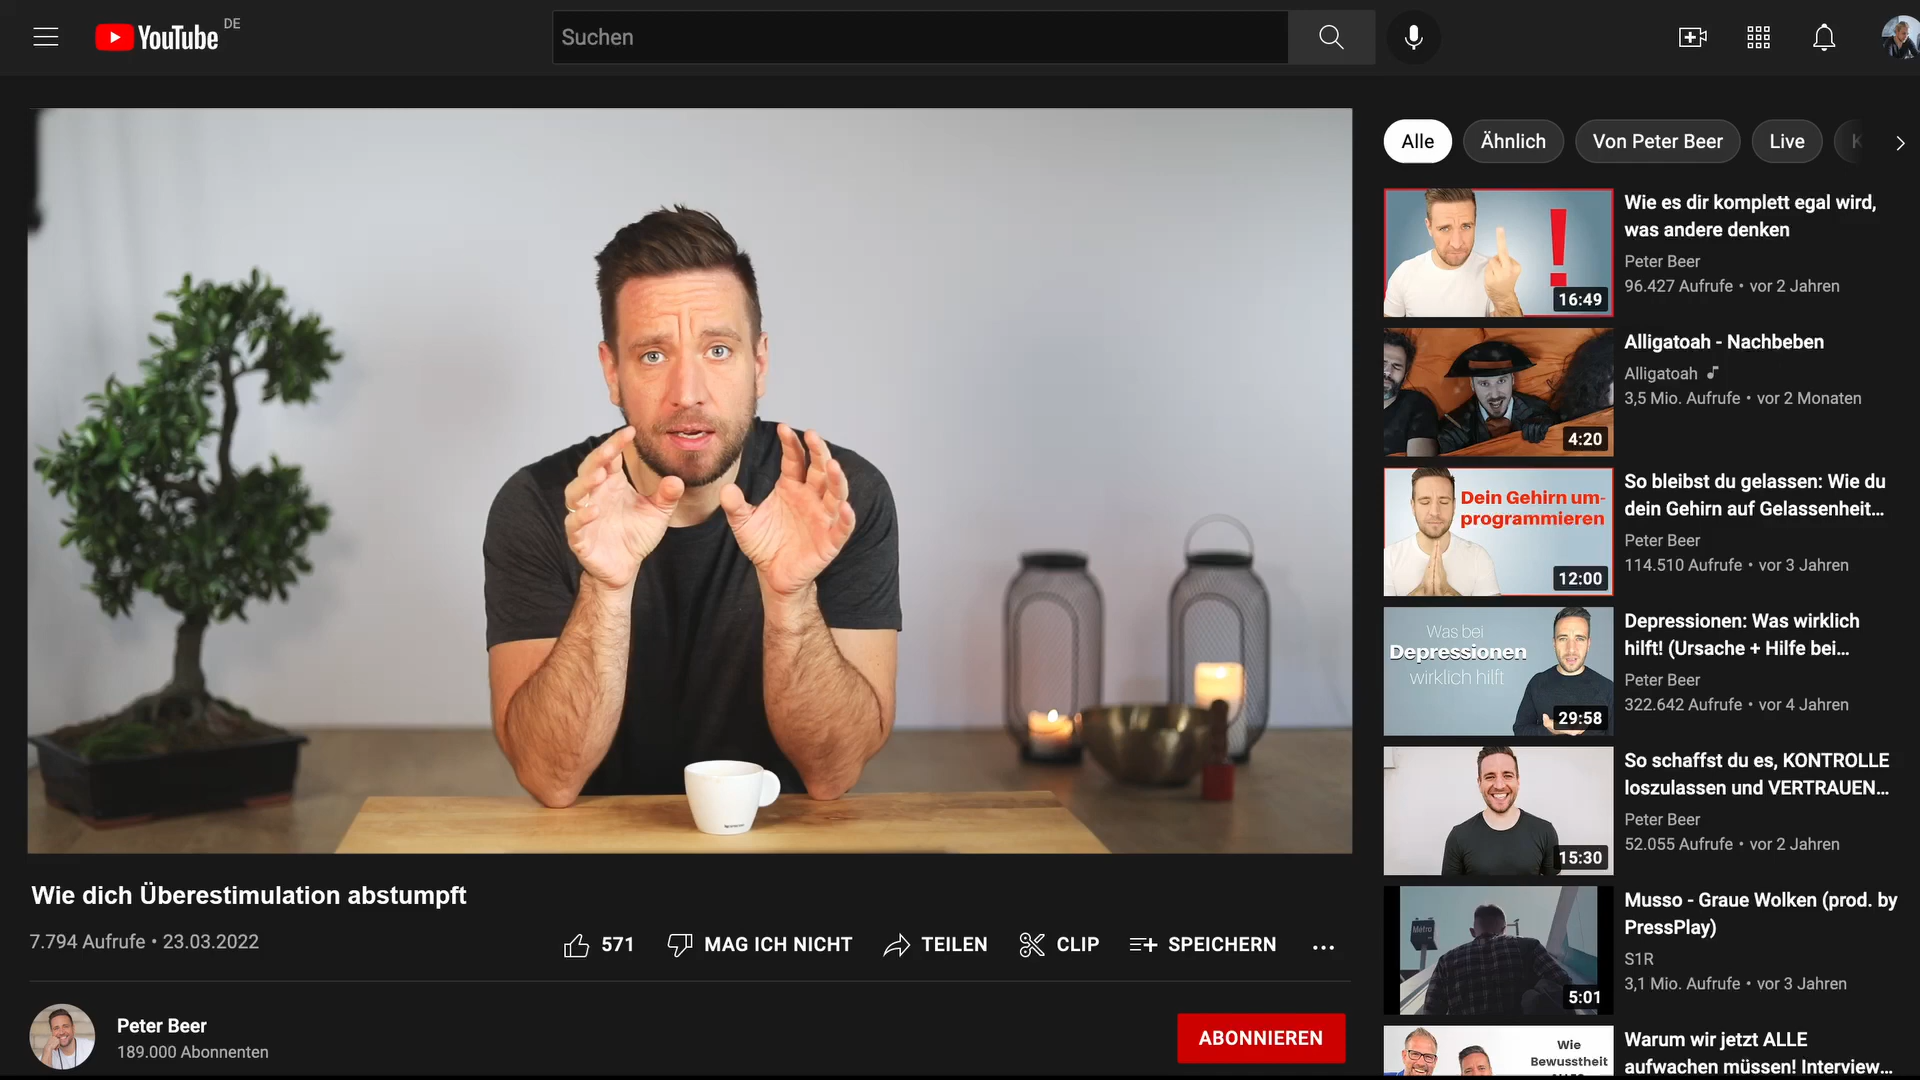 YouTube DE
Suchen
Alle
Ähnlich
Von Peter Beer
Live
K
Wie es dir komplett egal wird,
was andere denken
Peter Beer
96.427 Aufrufe • vor 2 Jahren
16:49
Alligatoah - Nachbeben
Alligatoah
3,5 Mio. Aufrufe • vor 2 Monaten
4:20
Dein Gehirn um-
programmieren
12:00
So bleibst du gelassen: Wie du
dein Gehirn auf Gelassenheit...
Peter Beer
114.510 Aufrufe • vor 3 Jahren
Was bei
Depressionen
wirklich hilft
29:58
Depressionen: Was wirklich
hilft! (Ursache + Hilfe bei...
Peter Beer
322.642 Aufrufe • vor 4 Jahren
15:30
So schaffst du es, KONTROLLE
loszulassen und VERTRAUEN...
Peter Beer
52.055 Aufrufe • vor 2 Jahren
Metro
5:01
Musso - Graue Wolken (prod. by
PressPlay)
S1R
3,1 Mio. Aufrufe • vor 3 Jahren
Wie
Bewusstheit
Warum wir jetzt ALLE
aufwachen müssen! Interview...
Wie dich Überestimulation abstumpft
7.794 Aufrufe • 23.03.2022
571
MAG ICH NICHT
TEILEN
CLIP
SPEICHERN
Peter Beer
189.000 Abonnenten
ABONNIEREN